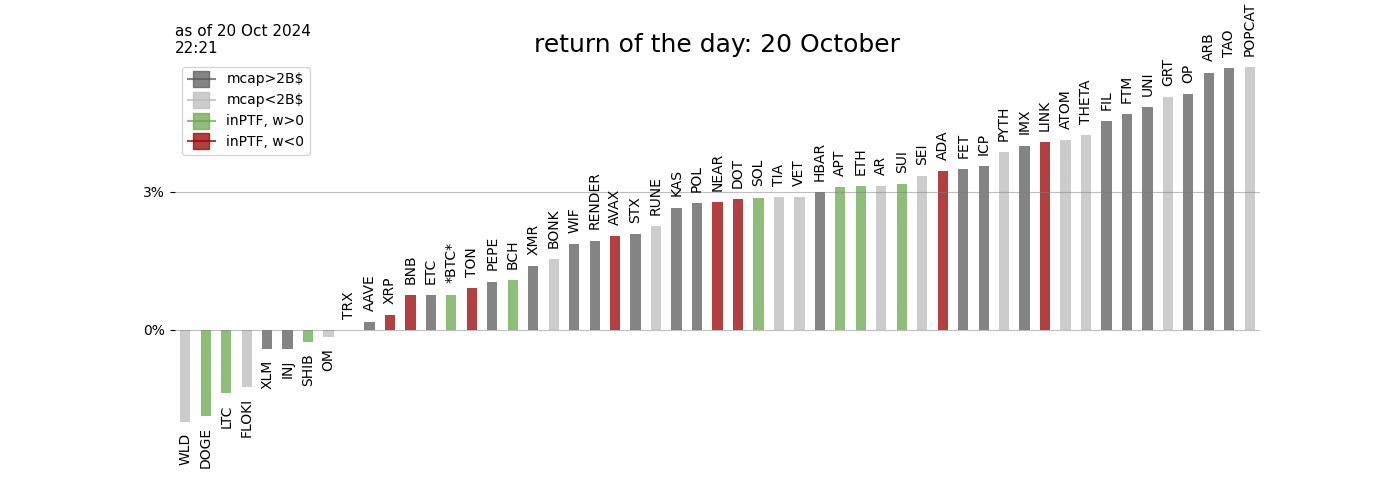 as of 20 Oct 2024
22:21
return of the day: 20 October
mcap>2B$
mcap<2B$
inPTF, w>0
inPTF, w<0
3%
0%
WLD
DOGE
LTC
FLOKI
XLM
INJ
SHIB
OM
TRX
AAVE
XRP
BNB
ETC
*BTC*
TON
PEPE
BCH
XMR
BONK
WIF
RENDER
AVAX
STX
RUNE
KAS
POL
NEAR
DOT
SOL
TIA
VET
HBAR
APT
ETH
AR
SUI
SEI
ADA
FET
ICP
PYTH
IMX
LINK
ATOM
THETA
FIL
FTM
UNI
GRT
OP
ARB
TAO
POPCAT